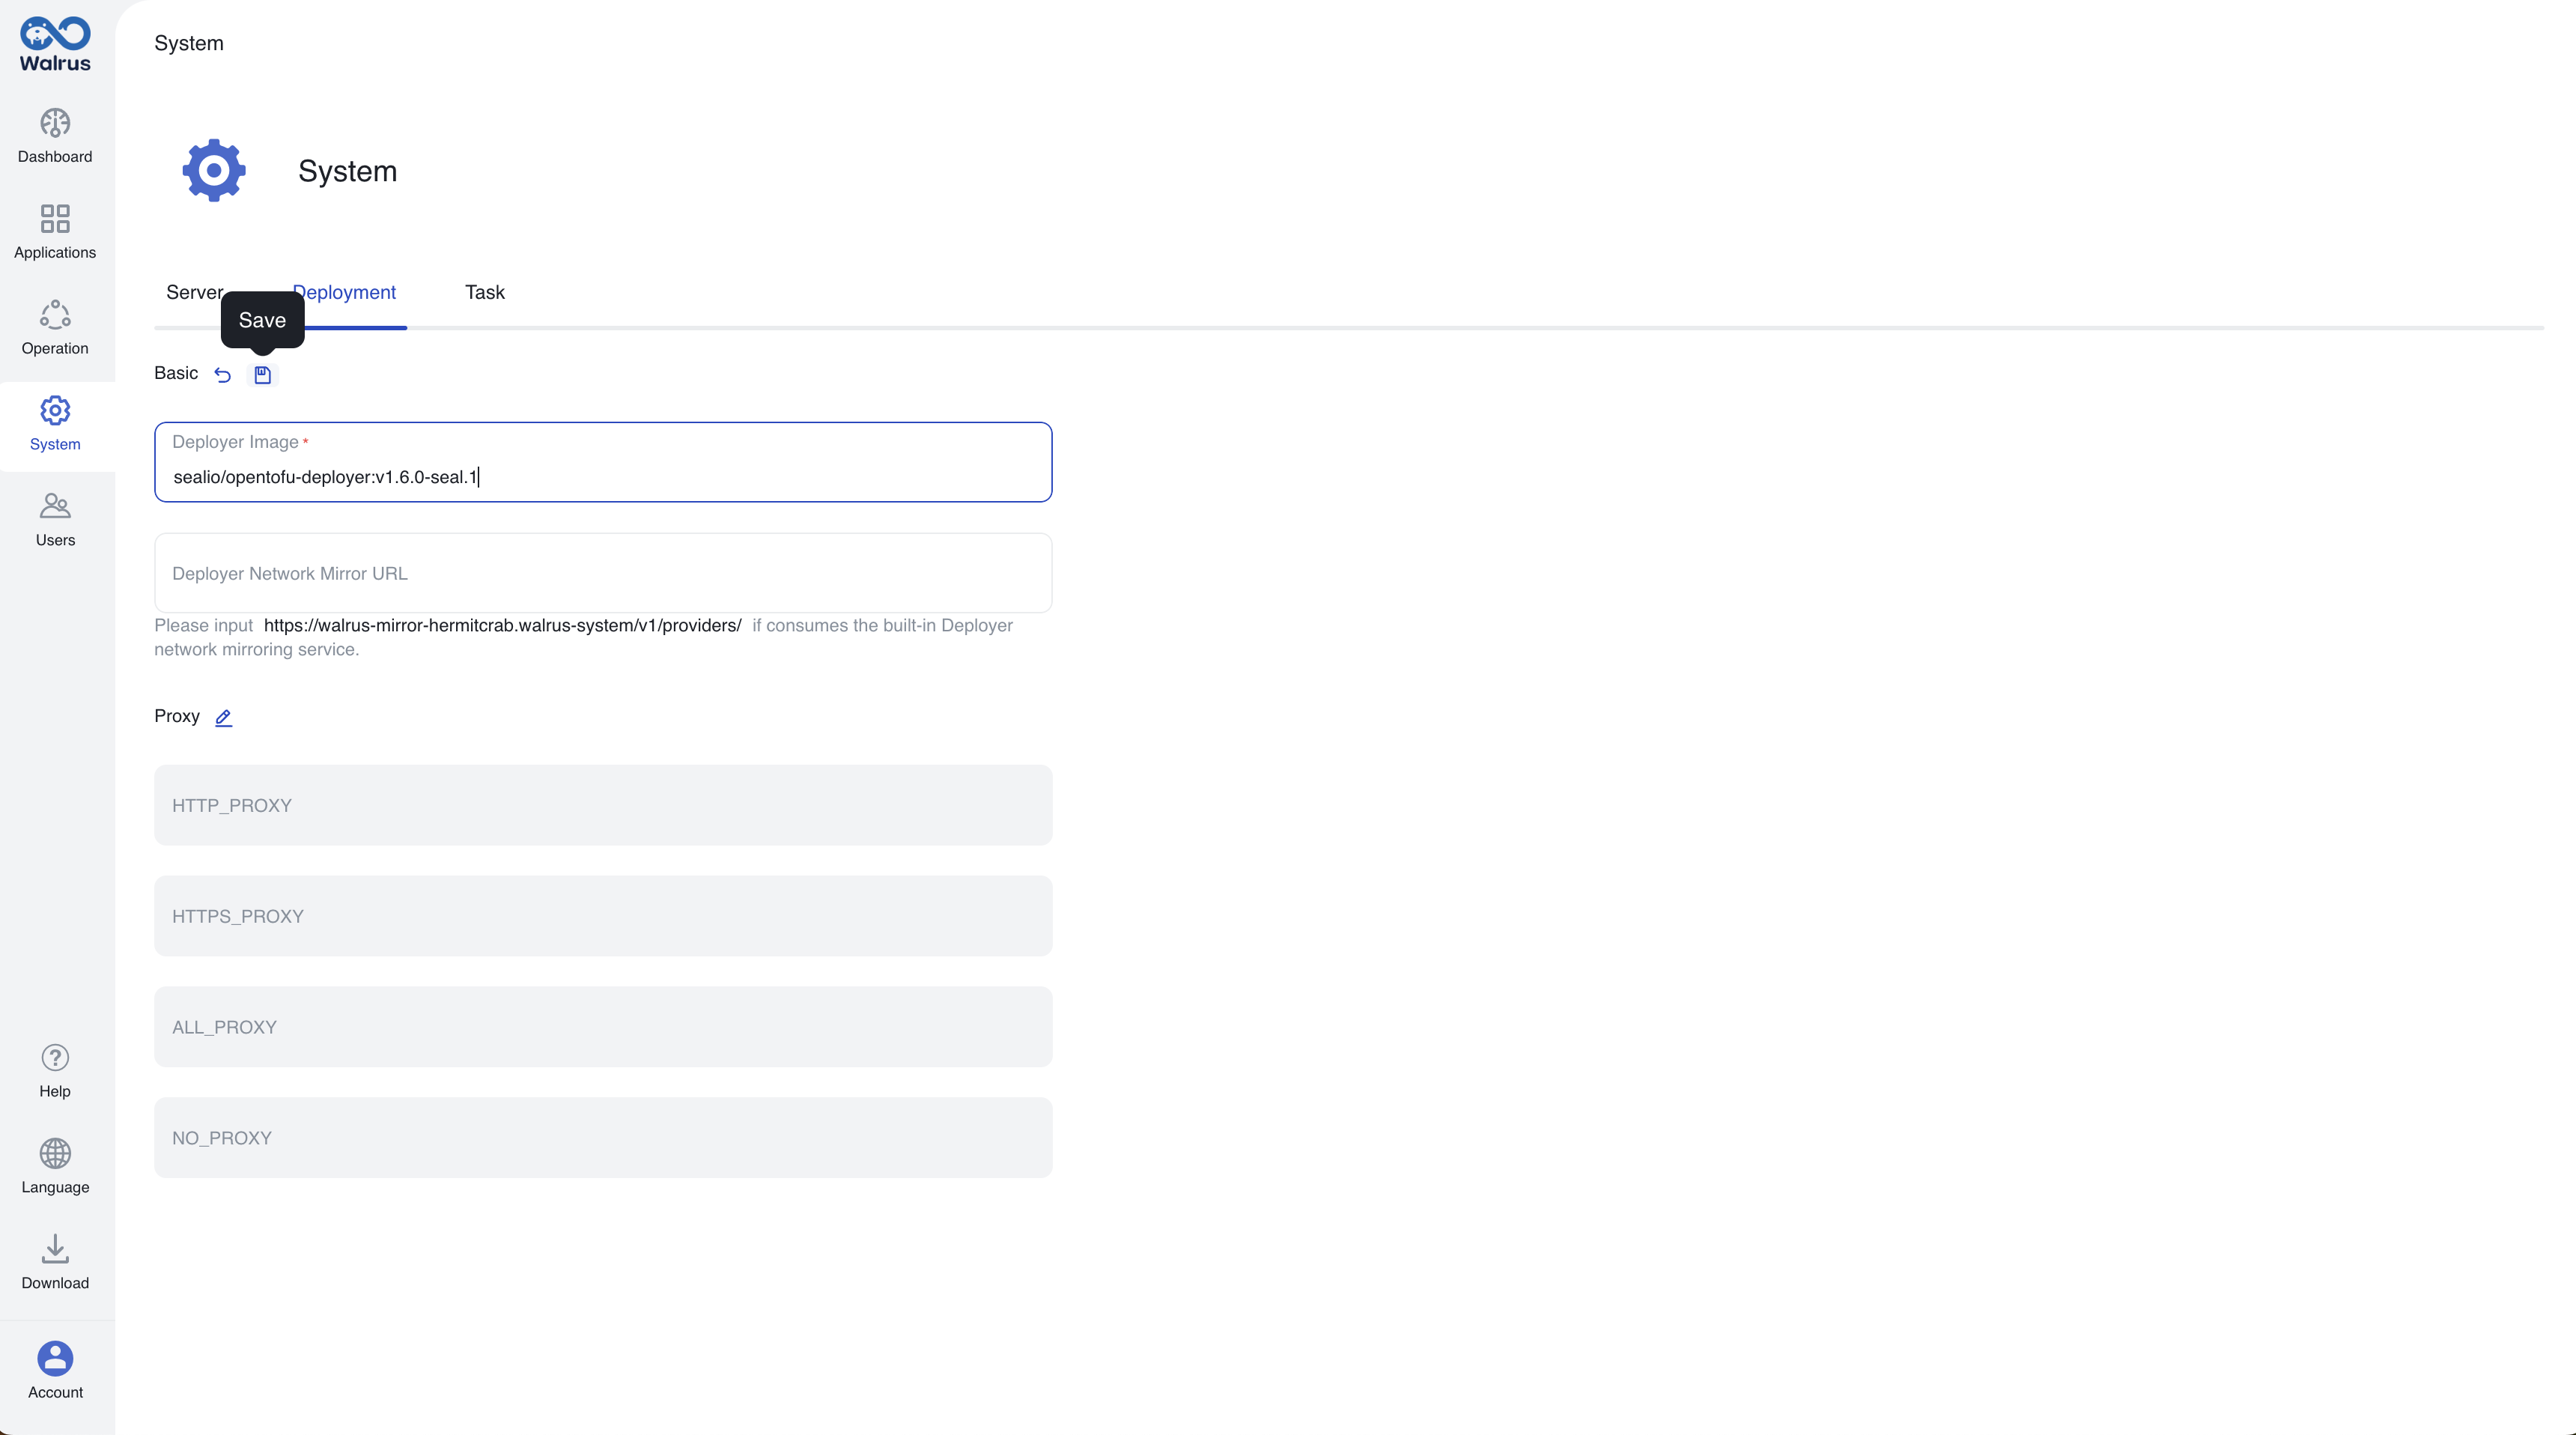 Walrus
Dashboard
Applications
Operation
System
Users
Help
Language
Download
Account
System
System
Server
Deployment
Task
Save
Basic
Deployer Image *
sealio/opentofu-deployer:v1.6.0-seal.1
Deployer Network Mirror URL
Please input https://walrus-mirror-hermitcrab.walrus-system/v1/providers/ if consumes the built-in Deployer
network mirroring service.
Proxy
HTTP_PROXY
HTTPS_PROXY
ALL_PROXY
NO_PROXY